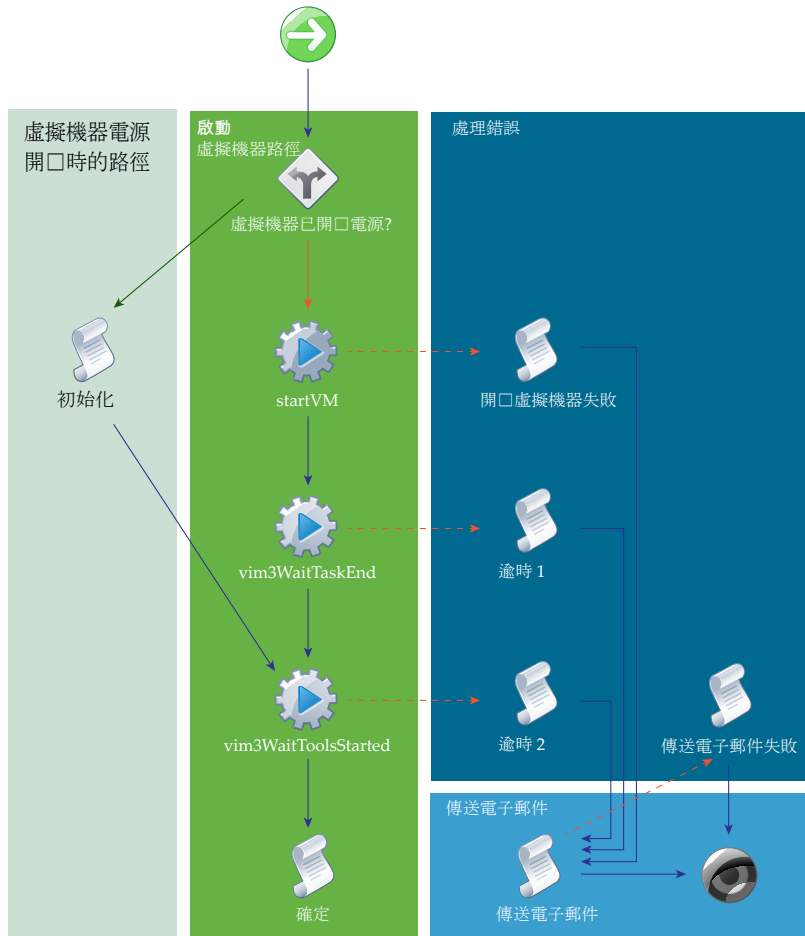 虛擬機器電源
開□時的路徑
啟動
虛擬機器路徑
處理錯誤
虛擬機器已開□電源?
初始化
startVM
開□虛擬機器失敗
vim3WaitTaskEnd
逾時 1
vim3WaitToolsStarted
逾時 2
傳送電子郵件失敗
傳送電子郵件
確定
傳送電子郵件